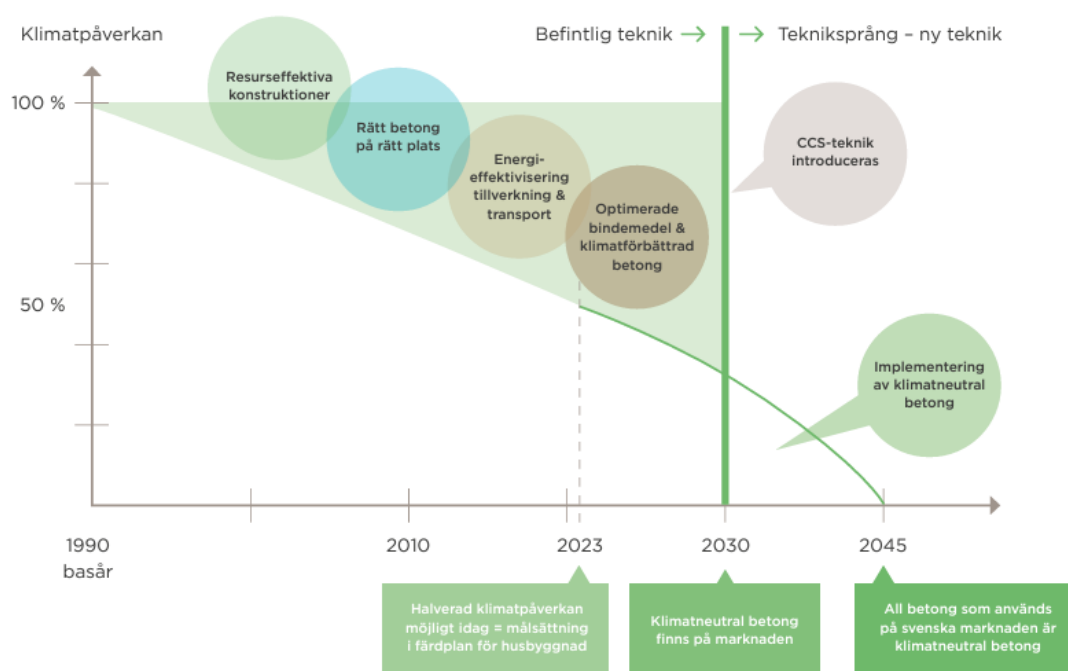 Klimatpåverkan
Befintlig teknik → → Tekniksprång – ny teknik
100 %
50 %
Resurseffektiva
konstruktioner
Rätt betong
på rätt plats
Energi-
effektivisering
tillverkning &
transport
Optimerade
bindemedel &
klimatförbättrad
betong
CCS-teknik
introduceras
Implementering
av klimatneutral
betong
1990
basår
2010
2023
2030
2045
Halverad klimatpåverkan
möjligt idag = målsättning
i färdplan för husbyggnad
Klimatneutral betong
finns på marknaden
All betong som används
på svenska marknaden är
klimatneutral betong